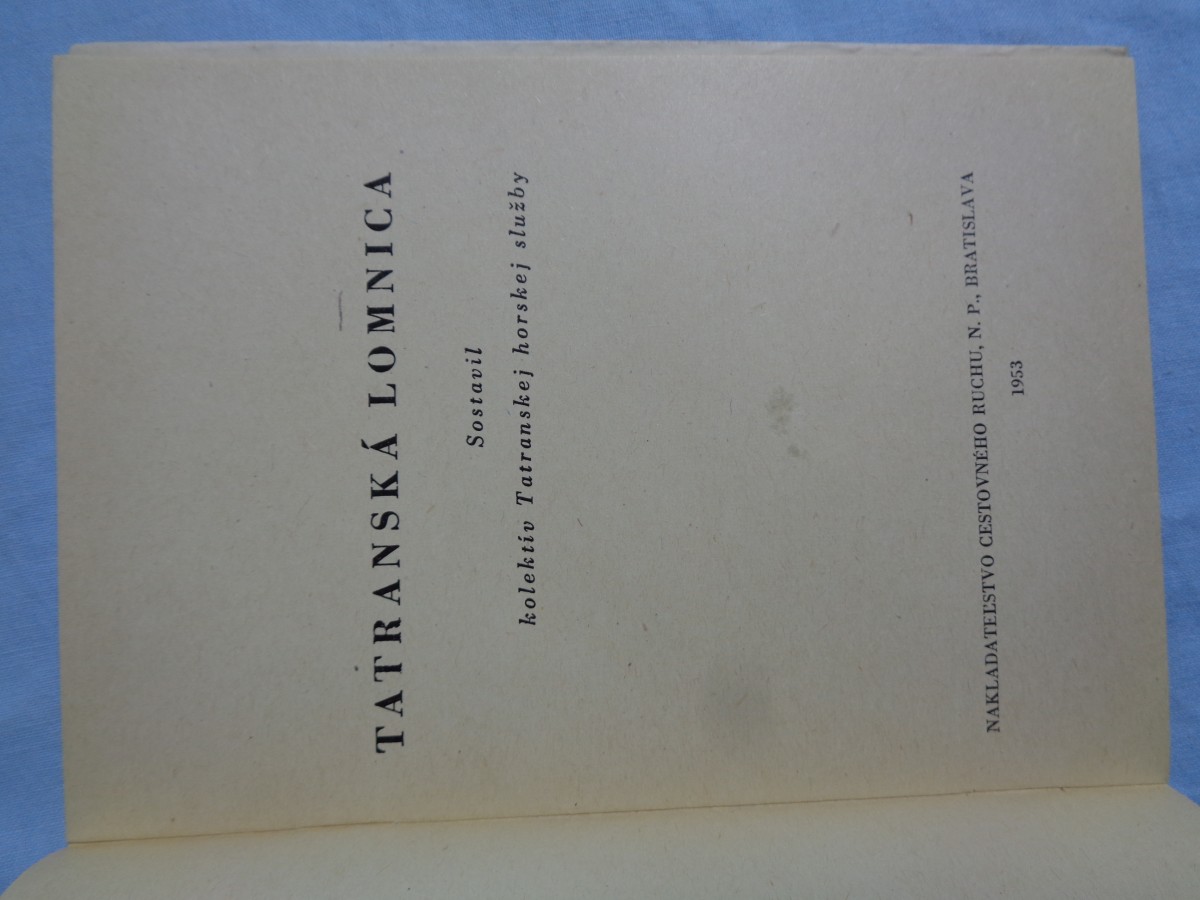 TATRANSKÁ LOMNICA
Sostavil
kolektív Tatranskej horskej služby
NAKLADATEĽSTVO CESTOVNÉHO RUCHU, N. P., BRATISLAVA
1953